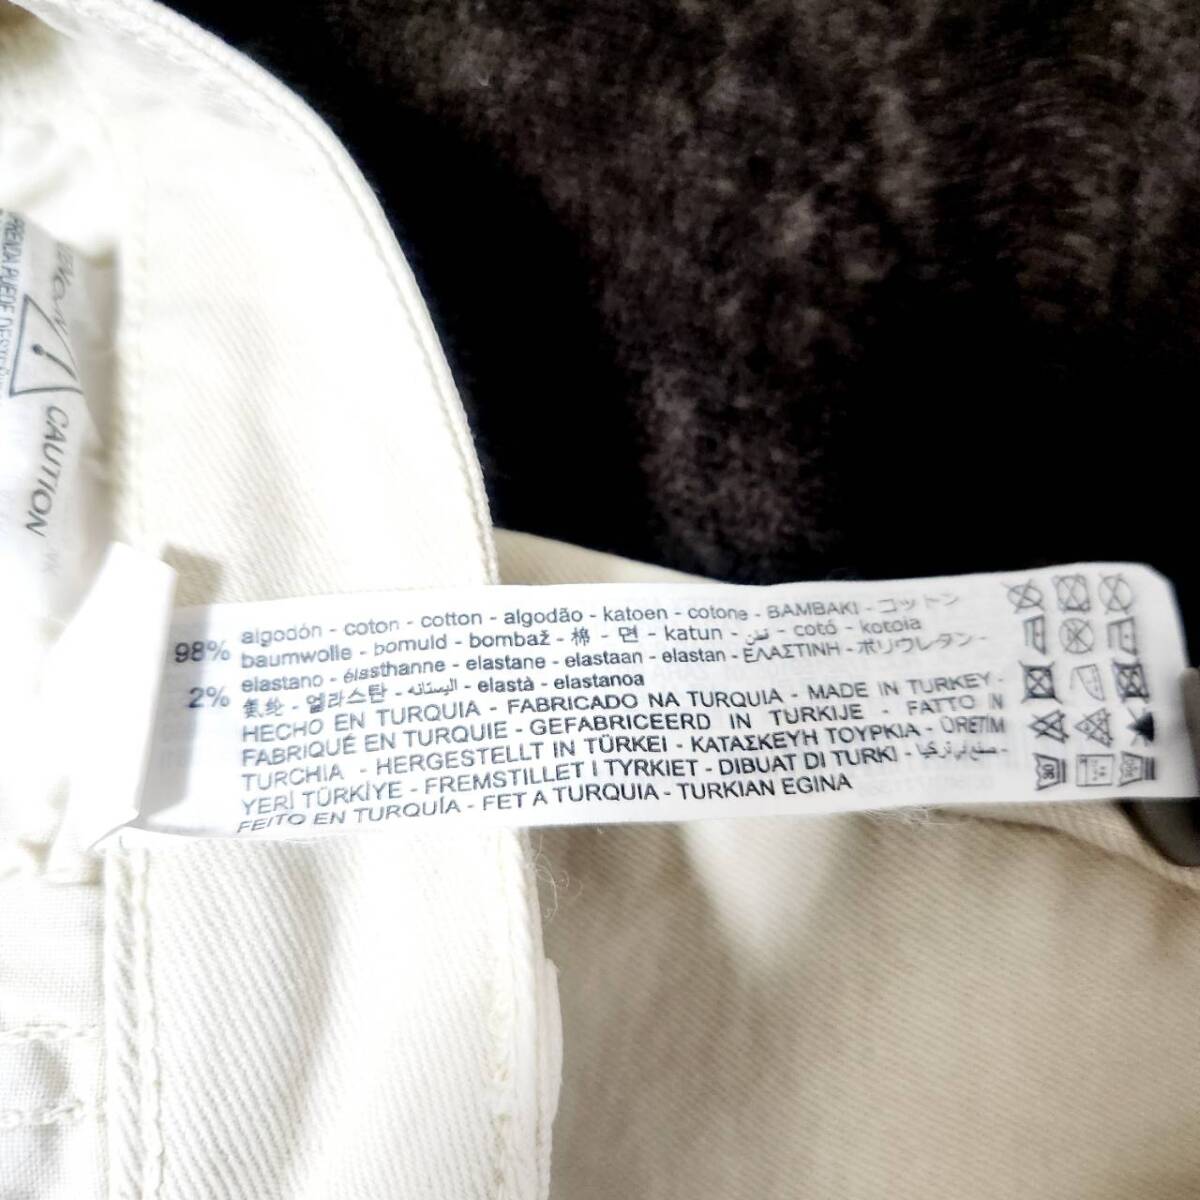 98% algodón - coton - cotton - algodão - katoen - cotone - BAMBAKI - コットン
baumwolle - bomuld - bombaž - 棉 - 면 - katun - قطن - cotó - kotoia
2% elastano - élasthanne - elastane - elastaan - elastan - ΕΛΑΣΤΙΝΗ - ポリウレタン -
氨纶 - 엘라스탄 - الیستانه - elastà - elastanoa
HECHO EN TURQUIA - FABRICADO NA TURQUIA - MADE IN TURKEY -
FABRIQUÉ EN TURQUIE - GEFABRICEERD IN TURKIJE - FATTO IN
TURCHIA - HERGESTELLT IN TÜRKEI - ΚΑΤΑΣΚΕΥΗ ΤΟΥΡΚΙΑ - ÜRETIM
YERİ TÜRKİYE - FREMSTILLET I TYRKIET - DIBUAT DI TURKI -
FEITO EN TURQUÍA - FET A TURQUIA - TURKIAN EGINA
CAUTION
PRENDA PUEDE